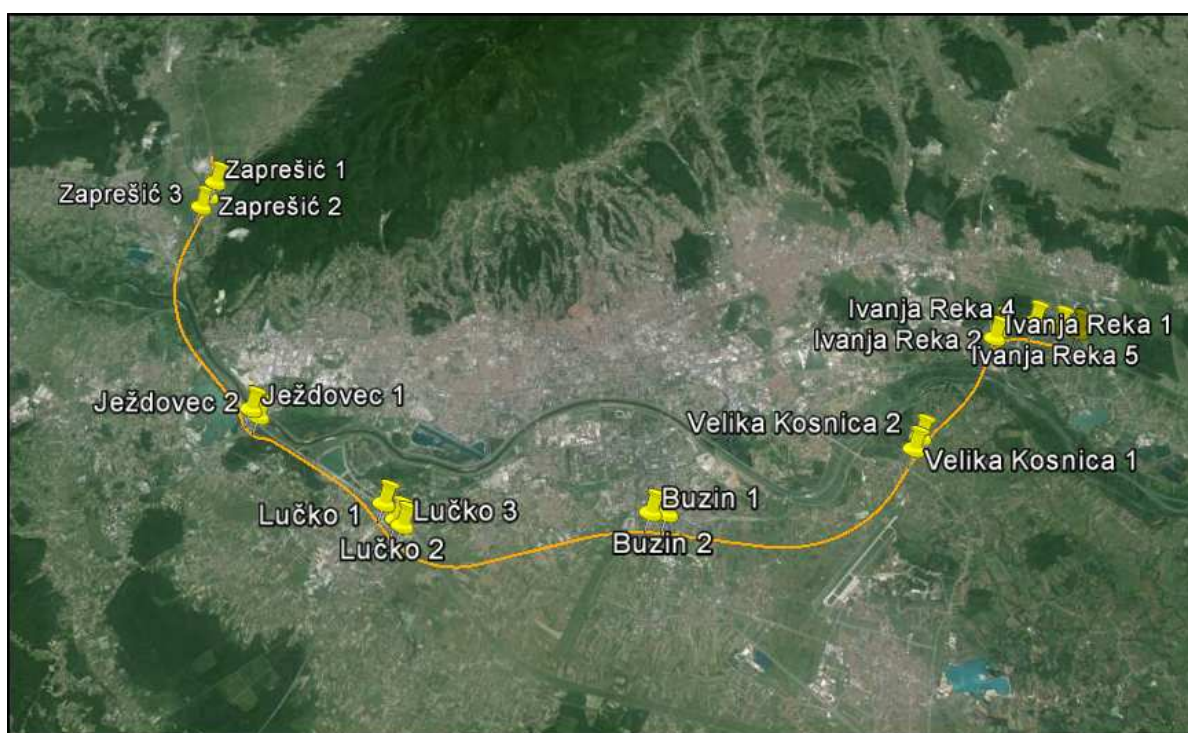 Zaprešić 1
Zaprešić 3
Zaprešić 2
Ivanja Reka 4
Ivanja Reka 1
Ivanja Reka 2
Ivanja Reka 5
Ježdovec 1
Ježdovec 2
Velika Kosnica 2
Velika Kosnica 1
Buzin 1
Lučko 3
Lučko 1
Buzin 2
Lučko 2